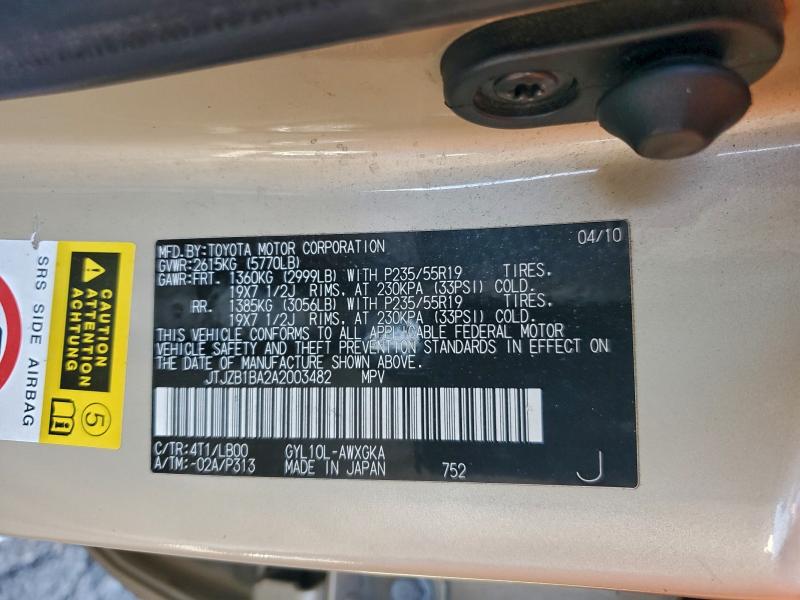 MFD.BY:TOYOTA MOTOR CORPORATION 04/10
GVWR:2615KG (5770LB)
GAWR:FRT. 1360KG (2999LB) WITH P235/55R19 TIRES.
19X7 1/2J RIMS, AT 230KPA (33PSI) COLD.
RR. 1385KG (3056LB) WITH P235/55R19 TIRES.
19X7 1/2J RIMS, AT 230KPA (33PSI) COLD.
THIS VEHICLE CONFORMS TO ALL APPLICABLE FEDERAL MOTOR
VEHICLE SAFETY AND THEFT PREVENTION STANDARDS IN EFFECT ON
THE DATE OF MANUFACTURE SHOWN ABOVE.
JTJZB1BA2A2003482 MPV
C/TR:4T1/LB00 GYL10L-AWXGKA
A/TM:-02A/P313 MADE IN JAPAN 752 J
CAUTION
ATTENTION
ACHTUNG
5
SRS SIDE AIRBAG